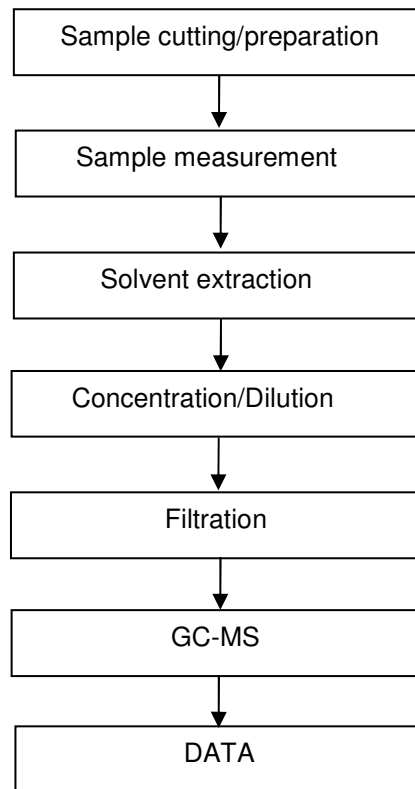 Sample cutting/preparation
Sample measurement
Solvent extraction
Concentration/Dilution
Filtration
GC-MS
DATA